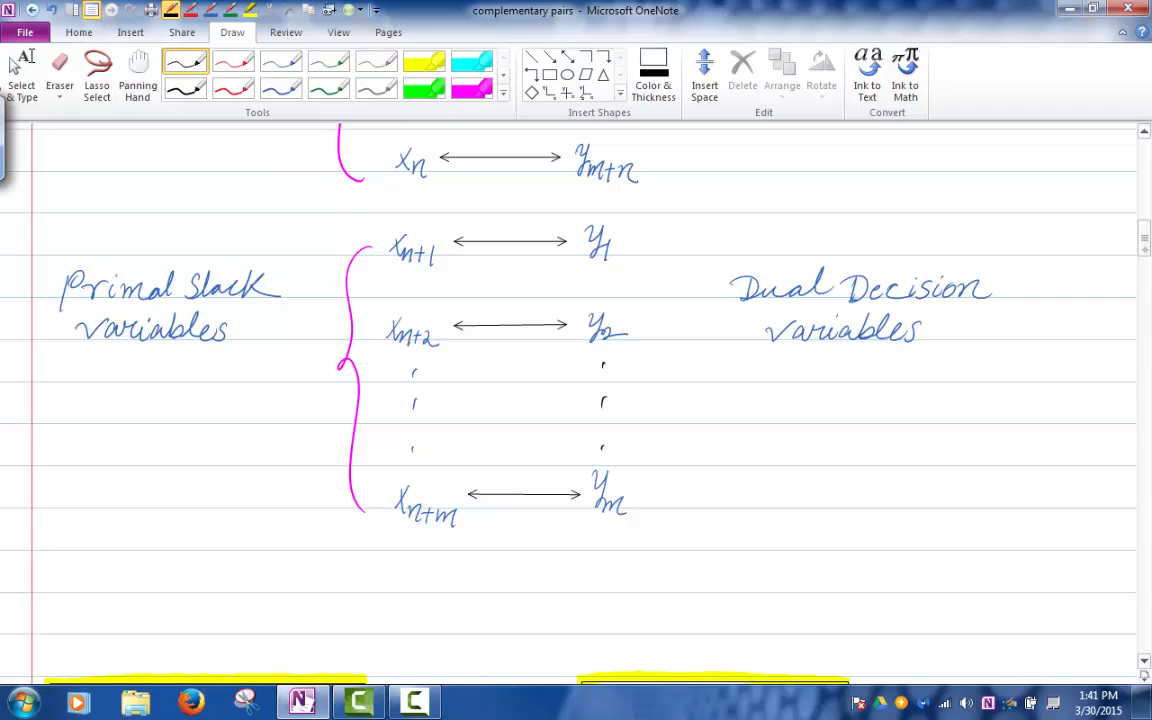 complementary pairs - Microsoft OneNote
File Home Insert Share Draw Review View Pages
Select & Type
Eraser
Lasso Select
Panning Hand
Color & Thickness
Insert Space
Delete
Arrange
Rotate
Ink to Text
Ink to Math
Tools
Insert Shapes
Edit
Convert
xn ⟷ ym+n
xn+1 ⟷ y1
Primal Slack Variables
Dual Decision Variables
xn+2 ⟷ y2
xn+m ⟷ ym
1:41 PM
3/30/2015